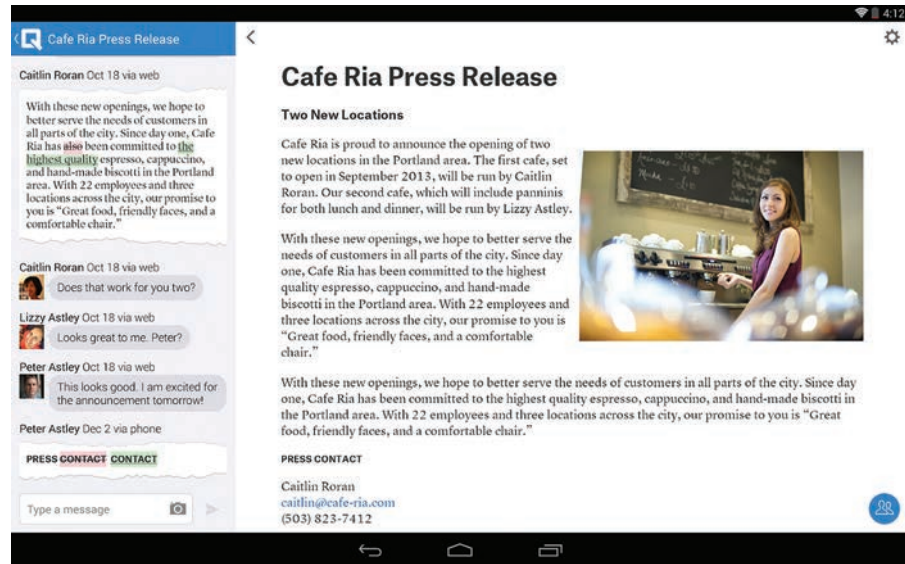 4:12
Cafe Ria Press Release
Caitlin Roran Oct 18 via web
With these new openings, we hope to
better serve the needs of customers in
all parts of the city. Since day one, Cafe
Ria has also been committed to the
highest quality espresso, cappuccino,
and hand-made biscotti in the Portland
area. With 22 employees and three
locations across the city, our promise to
you is “Great food, friendly faces, and a
comfortable chair.”
Caitlin Roran Oct 18 via web
Does that work for you two?
Lizzy Astley Oct 18 via web
Looks great to me. Peter?
Peter Astley Oct 18 via web
This looks good. I am excited for
the announcement tomorrow!
Peter Astley Dec 2 via phone
PRESS CONTACT CONTACT
Type a message
Cafe Ria Press Release
Two New Locations
Cafe Ria is proud to announce the opening of two
new locations in the Portland area. The first cafe, set
to open in September 2013, will be run by Caitlin
Roran. Our second cafe, which will include panninis
for both lunch and dinner, will be run by Lizzy Astley.
With these new openings, we hope to better serve the
needs of customers in all parts of the city. Since day
one, Cafe Ria has been committed to the highest
quality espresso, cappuccino, and hand-made
biscotti in the Portland area. With 22 employees and
three locations across the city, our promise to you is
“Great food, friendly faces, and a comfortable
chair.”
With these new openings, we hope to better serve the needs of customers in all parts of the city. Since day
one, Cafe Ria has been committed to the highest quality espresso, cappuccino, and hand-made biscotti in
the Portland area. With 22 employees and three locations across the city, our promise to you is “Great
food, friendly faces, and a comfortable chair.”
PRESS CONTACT
Caitlin Roran
caitlin@cafe-ria.com
(503) 823-7412